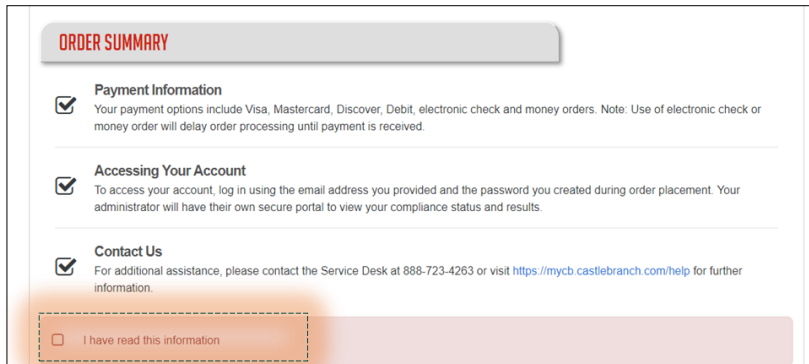 ORDER SUMMARY
Payment Information
Your payment options include Visa, Mastercard, Discover, Debit, electronic check and money orders. Note: Use of electronic check or
money order will delay order processing until payment is received.
Accessing Your Account
To access your account, log in using the email address you provided and the password you created during order placement. Your
administrator will have their own secure portal to view your compliance status and results.
Contact Us
For additional assistance, please contact the Service Desk at 888-723-4263 or visit https://mycb.castlebranch.com/help for further
information.
I have read this information